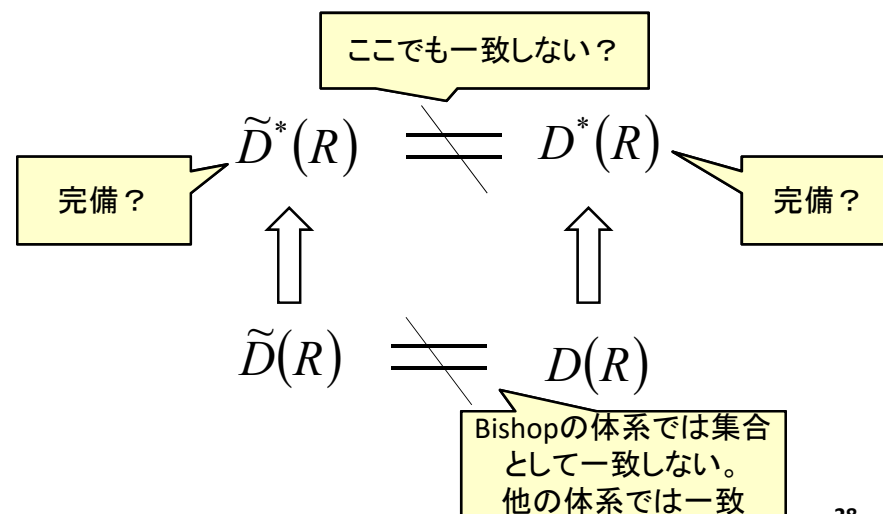 ここでも一致しない?
D̃*(R) ≠ D*(R)
完備?
完備?
D̃(R) ≠ D(R)
Bishopの体系では集合
として一致しない。
他の体系では一致